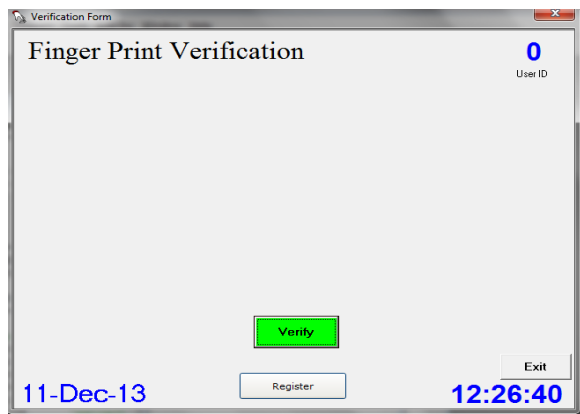 Verification Form
Finger Print Verification
0
User ID
Verify
Exit
Register
11-Dec-13
12:26:40